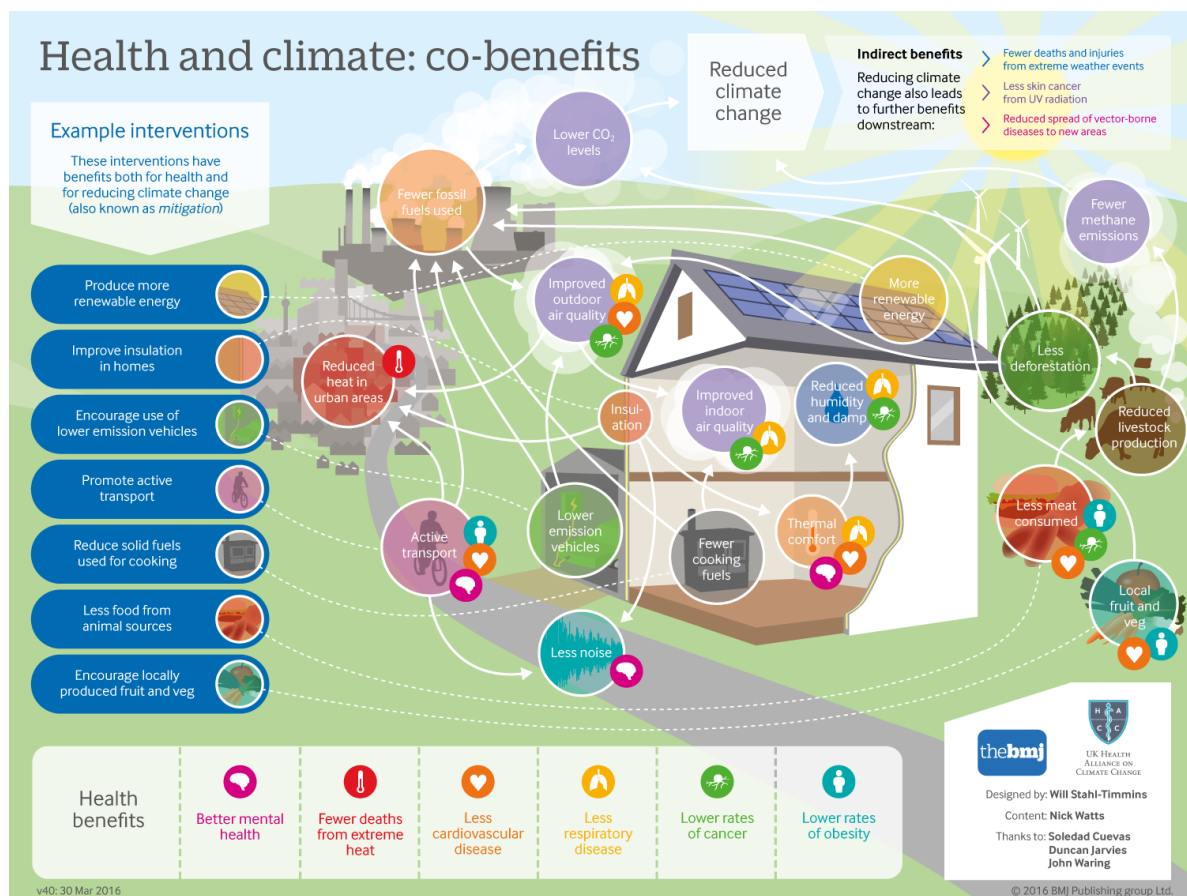 Health and climate: co-benefits
Reduced
climate
change
Indirect benefits
Reducing climate
change also leads
to further benefits
downstream:
Fewer deaths and injuries
from extreme weather events
Less skin cancer
from UV radiation
Reduced spread of vector-borne
diseases to new areas
Example interventions
These interventions have
benefits both for health and
for reducing climate change
(also known as mitigation)
Produce more
renewable energy
Improve insulation
in homes
Encourage use of
lower emission vehicles
Promote active
transport
Reduce solid fuels
used for cooking
Less food from
animal sources
Encourage locally
produced fruit and veg
Lower CO₂
levels
Fewer fossil
fuels used
Fewer
methane
emissions
Improved
outdoor
air quality
More
renewable
energy
Reduced
heat in
urban areas
Less
deforestation
Insul-
ation
Improved
indoor
air quality
Reduced
humidity
and damp
Reduced
livestock
production
Active
transport
Lower
emission
vehicles
Fewer
cooking
fuels
Thermal
comfort
Less meat
consumed
Local
fruit and
veg
Less noise
Health
benefits
Better mental
health
Fewer deaths
from extreme
heat
Less
cardiovascular
disease
Less
respiratory
disease
Lower rates
of cancer
Lower rates
of obesity
thebmj
H A
C C
UK Health
Alliance on
Climate Change
Designed by: Will Stahl-Timmins
Content: Nick Watts
Thanks to: Soledad Cuevas
Duncan Jarvies
John Waring
v40: 30 Mar 2016
© 2016 BMJ Publishing group Ltd.